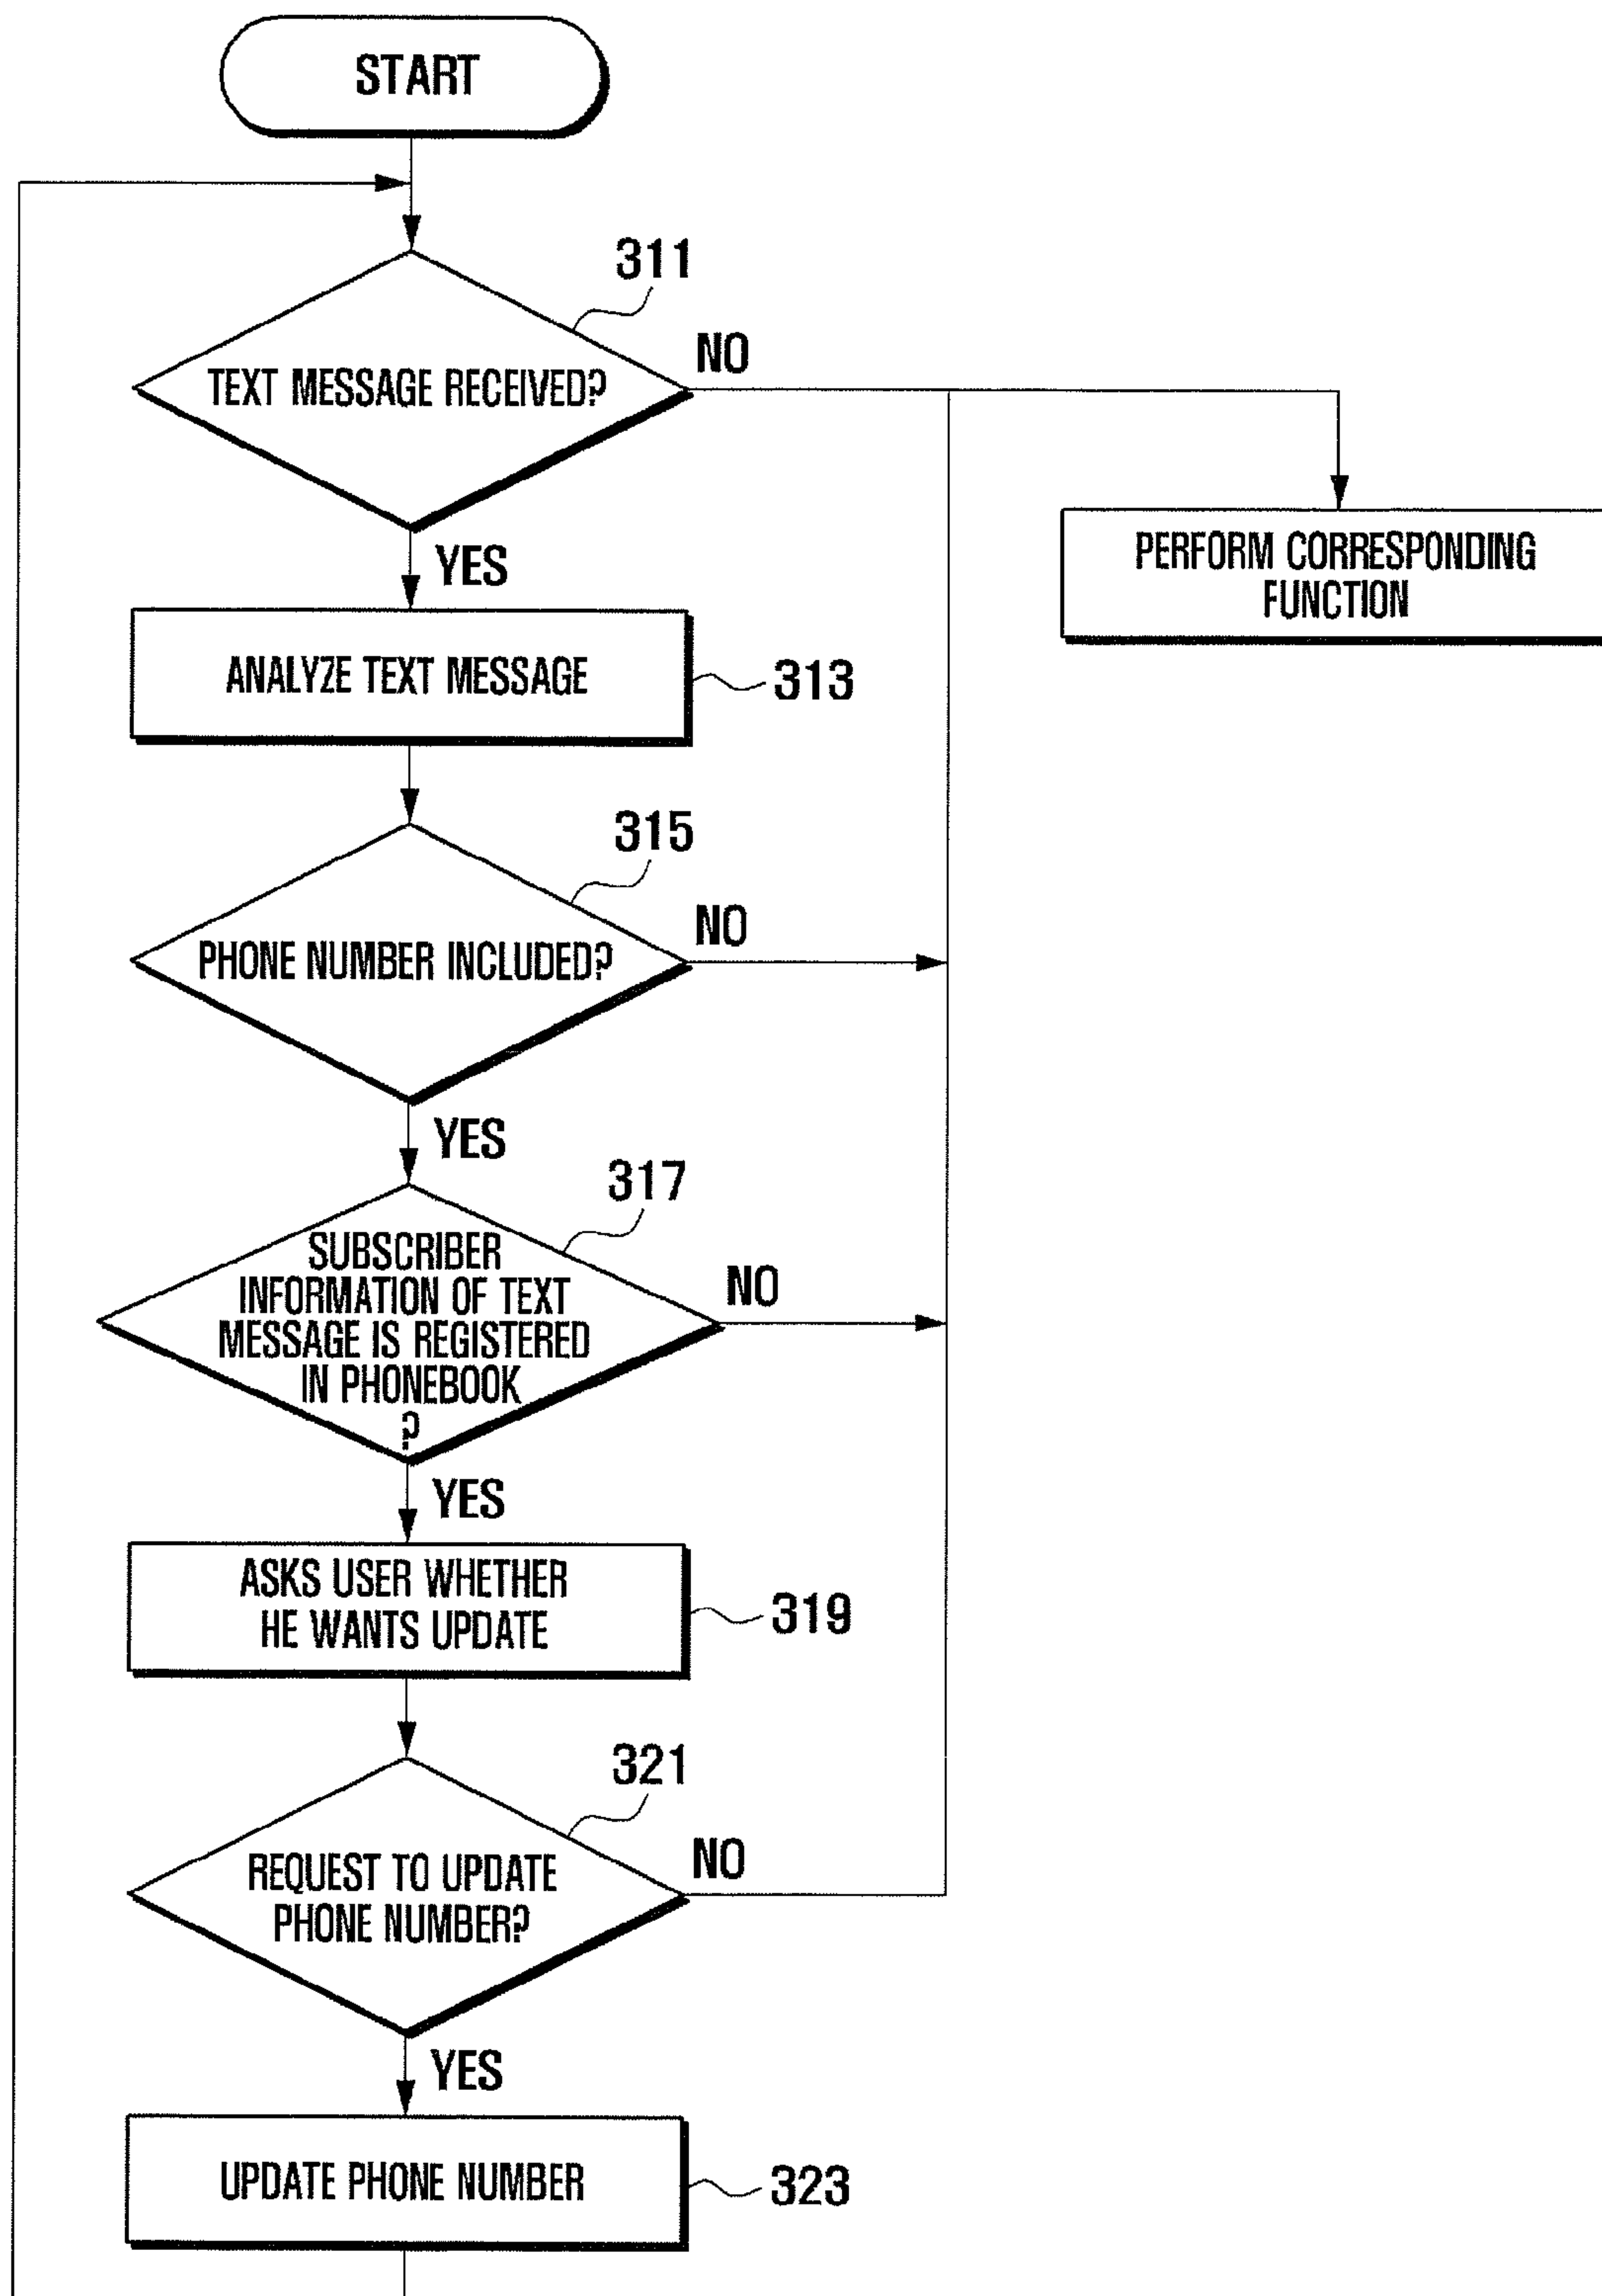 START
311
TEXT MESSAGE RECEIVED?
NO
YES
PERFORM CORRESPONDING
FUNCTION
ANALYZE TEXT MESSAGE
313
315
PHONE NUMBER INCLUDED?
NO
YES
317
SUBSCRIBER
INFORMATION OF TEXT
MESSAGE IS REGISTERED
IN PHONEBOOK
?
NO
YES
ASKS USER WHETHER
HE WANTS UPDATE
319
321
REQUEST TO UPDATE
PHONE NUMBER?
NO
YES
UPDATE PHONE NUMBER
323